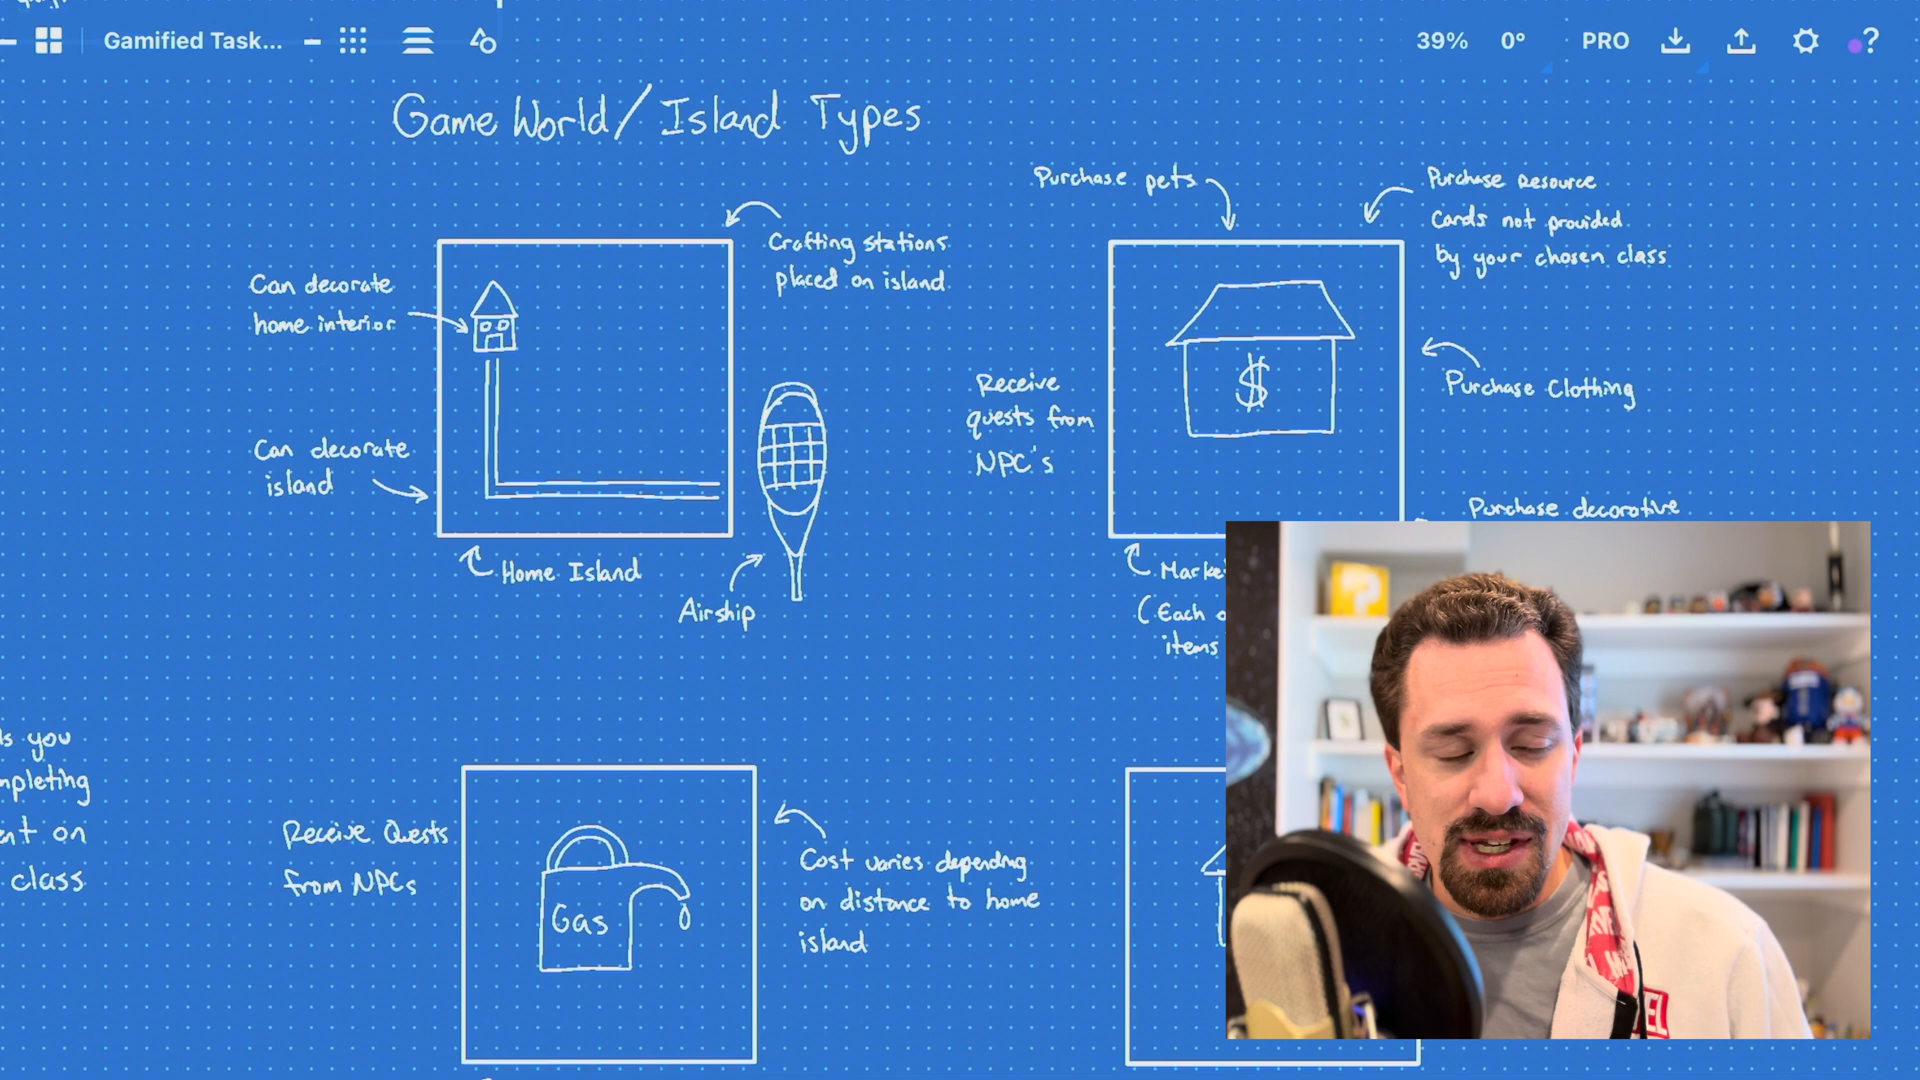 Gamified Task...
39%
0°
PRO
?
Game World/Island Types
Can decorate
home interior
Crafting stations
placed on island
Can decorate
island
Home Island
Airship
Purchase pets
Purchase Resource
Cards not provided
by your chosen class
$
Receive
quests from
NPC's
Purchase Clothing
Purchase decorative
(Each
items
you
class
on
Receive Quests
from NPCs
Gas
Cost varies depending
on distance to home
island
?